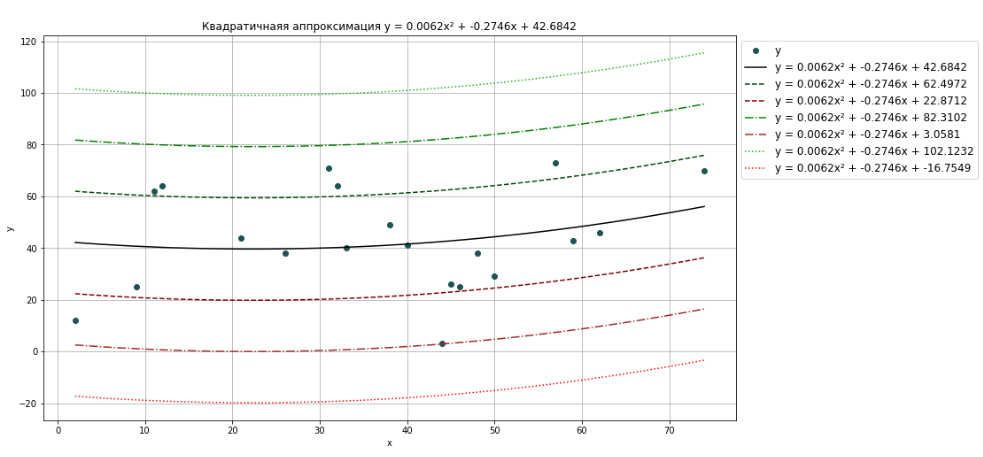 Квадратичнаяя аппроксимация y = 0.0062x² + -0.2746x + 42.6842
120
100
80
60
40
20
0
−20
y
0 10 20 30 40 50 60 70
x
y
y = 0.0062x² + -0.2746x + 42.6842
y = 0.0062x² + -0.2746x + 62.4972
y = 0.0062x² + -0.2746x + 22.8712
y = 0.0062x² + -0.2746x + 82.3102
y = 0.0062x² + -0.2746x + 3.0581
y = 0.0062x² + -0.2746x + 102.1232
y = 0.0062x² + -0.2746x + -16.7549